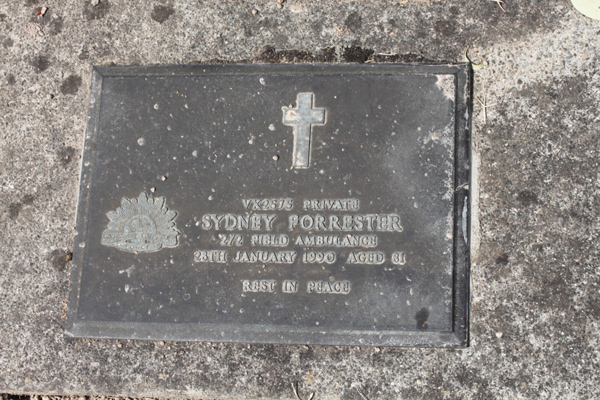 VX2575 PRIVATE
SYDNEY FORRESTER
2/2 FIELD AMBULANCE
28TH JANUARY 1990 AGED 81
REST IN PEACE